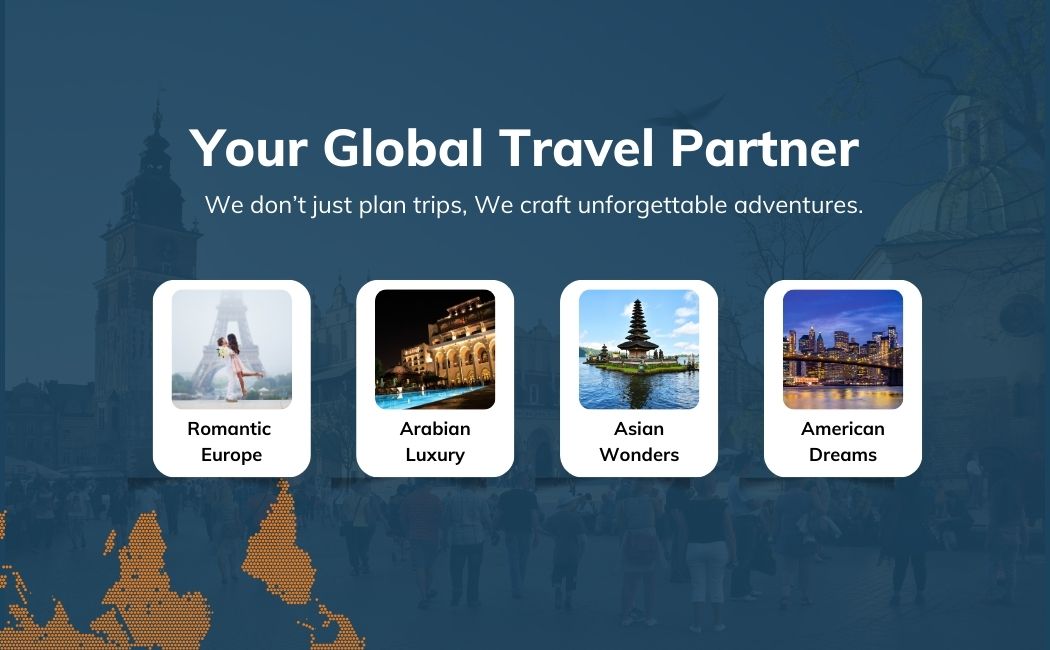 Your Global Travel Partner
We don’t just plan trips, We craft unforgettable adventures.
Romantic
Europe
Arabian
Luxury
Asian
Wonders
American
Dreams